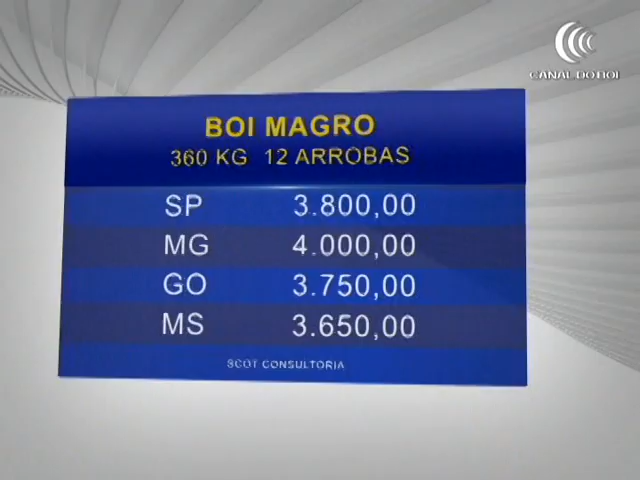 CANAL DO BOI
BOI MAGRO
360 KG 12 ARROBAS
SP 3.800,00
MG 4.000,00
GO 3.750,00
MS 3.650,00
SCOT CONSULTORIA